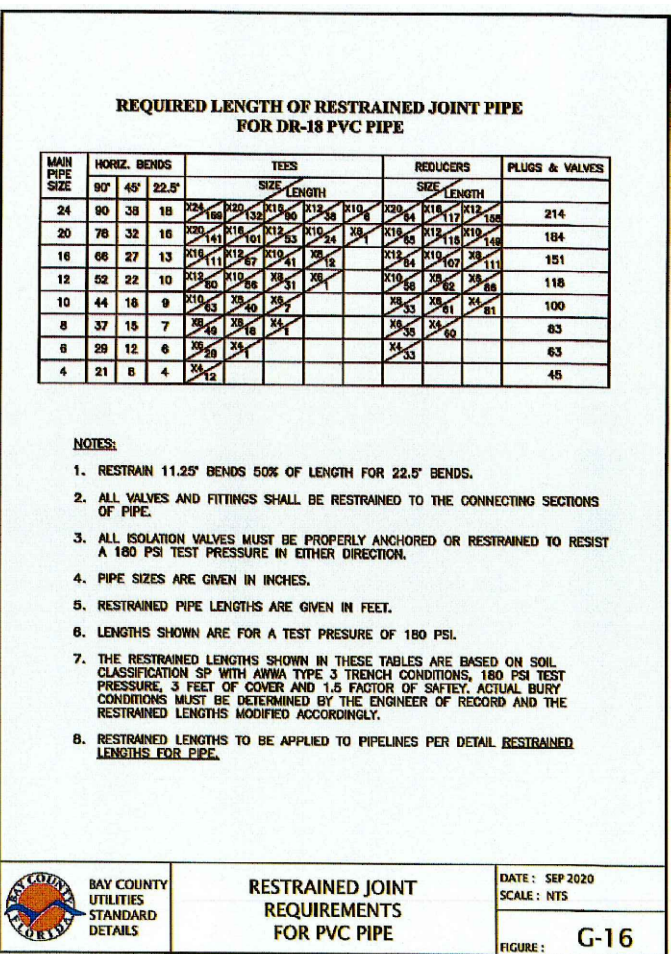 REQUIRED LENGTH OF RESTRAINED JOINT PIPE
FOR DR-18 PVC PIPE
MAIN PIPE SIZE HORIZ. BENDS TEES REDUCERS PLUGS & VALVES
90° 45° 22.5° SIZE LENGTH SIZE LENGTH
24 90 38 18 X24 169 X20 132 X16 90 X12 38 X10 6 X20 64 X16 117 X12 158 214
20 78 32 16 X20 141 X16 101 X12 53 X10 24 X8 1 X16 65 X12 115 X10 149 184
16 66 27 13 X16 111 X12 67 X10 41 X8 12 X12 64 X10 107 X8 111 151
12 52 22 10 X12 80 X10 56 X8 31 X6 1 X10 58 X8 62 X6 86 118
10 44 18 9 X10 63 X8 40 X6 7 X8 33 X6 61 X4 81 100
8 37 15 7 X8 49 X6 18 X4 1 X6 35 X4 60 83
6 29 12 6 X6 29 X4 1 X4 33 63
4 21 8 4 X4 12 45
NOTES:
1. RESTRAIN 11.25° BENDS 50% OF LENGTH FOR 22.5° BENDS.
2. ALL VALVES AND FITTINGS SHALL BE RESTRAINED TO THE CONNECTING SECTIONS
OF PIPE.
3. ALL ISOLATION VALVES MUST BE PROPERLY ANCHORED OR RESTRAINED TO RESIST
A 180 PSI TEST PRESSURE IN EITHER DIRECTION.
4. PIPE SIZES ARE GIVEN IN INCHES.
5. RESTRAINED PIPE LENGTHS ARE GIVEN IN FEET.
6. LENGTHS SHOWN ARE FOR A TEST PRESURE OF 180 PSI.
7. THE RESTRAINED LENGTHS SHOWN IN THESE TABLES ARE BASED ON SOIL
CLASSIFICATION SP WITH AWWA TYPE 3 TRENCH CONDITIONS, 180 PSI TEST
PRESSURE, 3 FEET OF COVER AND 1.5 FACTOR OF SAFTEY. ACTUAL BURY
CONDITIONS MUST BE DETERMINED BY THE ENGINEER OF RECORD AND THE
RESTRAINED LENGTHS MODIFIED ACCORDINGLY.
8. RESTRAINED LENGTHS TO BE APPLIED TO PIPELINES PER DETAIL RESTRAINED
LENGTHS FOR PIPE.
BAY COUNTY
FLORIDA
BAY COUNTY
UTILITIES
STANDARD
DETAILS
RESTRAINED JOINT
REQUIREMENTS
FOR PVC PIPE
DATE : SEP 2020
SCALE : NTS
FIGURE : G-16